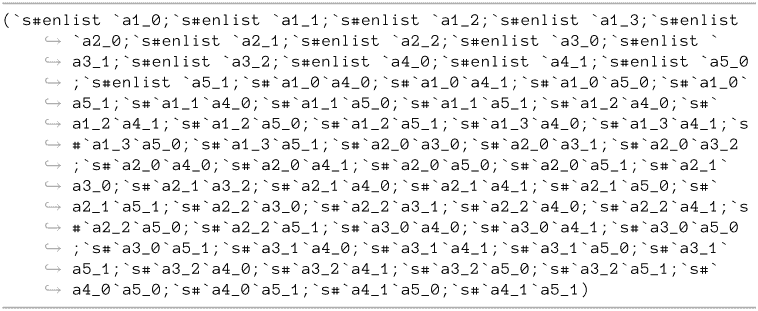 (`s#enlist `a1_0;`s#enlist `a1_1;`s#enlist `a1_2;`s#enlist `a1_3;`s#enlist
↪ `a2_0;`s#enlist `a2_1;`s#enlist `a2_2;`s#enlist `a3_0;`s#enlist `
↪ a3_1;`s#enlist `a3_2;`s#enlist `a4_0;`s#enlist `a4_1;`s#enlist `a5_0
↪ ;`s#enlist `a5_1;`s#`a1_0`a4_0;`s#`a1_0`a4_1;`s#`a1_0`a5_0;`s#`a1_0`
↪ a5_1;`s#`a1_1`a4_0;`s#`a1_1`a5_0;`s#`a1_1`a5_1;`s#`a1_2`a4_0;`s#`
↪ a1_2`a4_1;`s#`a1_2`a5_0;`s#`a1_2`a5_1;`s#`a1_3`a4_0;`s#`a1_3`a4_1;`s
↪ #`a1_3`a5_0;`s#`a1_3`a5_1;`s#`a2_0`a3_0;`s#`a2_0`a3_1;`s#`a2_0`a3_2
↪ ;`s#`a2_0`a4_0;`s#`a2_0`a4_1;`s#`a2_0`a5_0;`s#`a2_0`a5_1;`s#`a2_1`
↪ a3_0;`s#`a2_1`a3_2;`s#`a2_1`a4_0;`s#`a2_1`a4_1;`s#`a2_1`a5_0;`s#`
↪ a2_1`a5_1;`s#`a2_2`a3_0;`s#`a2_2`a3_1;`s#`a2_2`a4_0;`s#`a2_2`a4_1;`s
↪ #`a2_2`a5_0;`s#`a2_2`a5_1;`s#`a3_0`a4_0;`s#`a3_0`a4_1;`s#`a3_0`a5_0
↪ ;`s#`a3_0`a5_1;`s#`a3_1`a4_0;`s#`a3_1`a4_1;`s#`a3_1`a5_0;`s#`a3_1`
↪ a5_1;`s#`a3_2`a4_0;`s#`a3_2`a4_1;`s#`a3_2`a5_0;`s#`a3_2`a5_1;`s#`
↪ a4_0`a5_0;`s#`a4_0`a5_1;`s#`a4_1`a5_0;`s#`a4_1`a5_1)